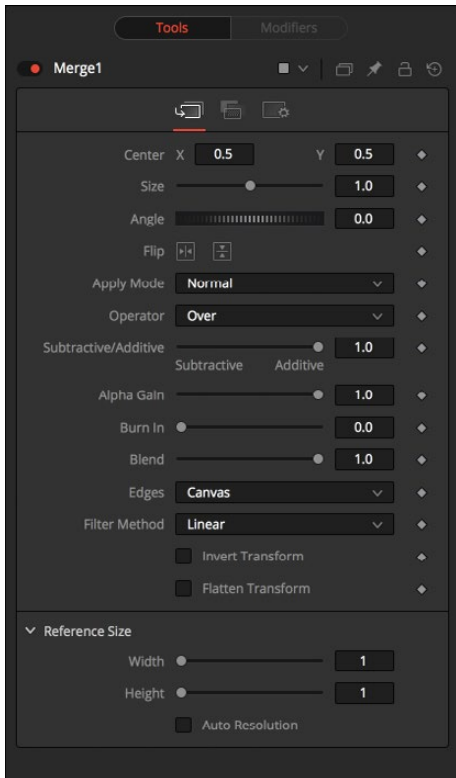 Tools Modifiers
Merge1
Center X 0.5 Y 0.5
Size 1.0
Angle 0.0
Flip
Apply Mode Normal
Operator Over
Subtractive/Additive 1.0
Subtractive Additive
Alpha Gain 1.0
Burn In 0.0
Blend 1.0
Edges Canvas
Filter Method Linear
Invert Transform
Flatten Transform
Reference Size
Width 1
Height 1
Auto Resolution